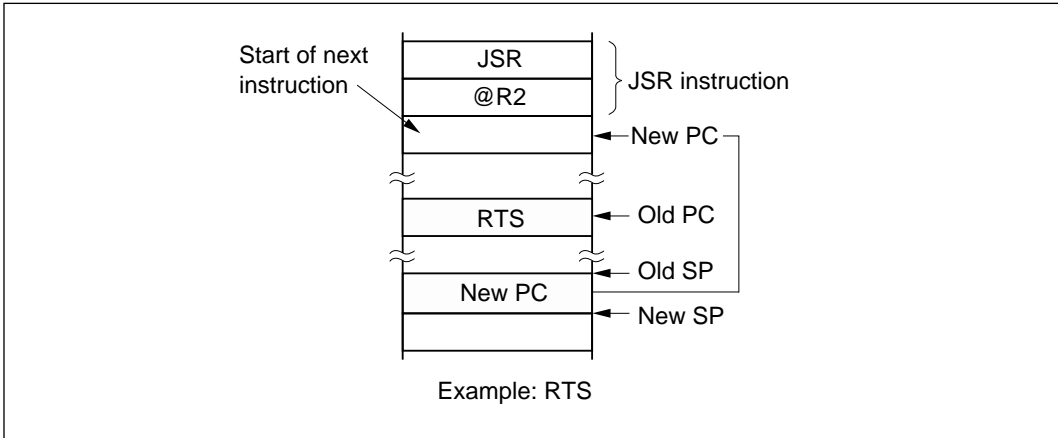 Start of next
instruction
JSR
@R2
JSR instruction
New PC
RTS
Old PC
Old SP
New PC
New SP
Example: RTS